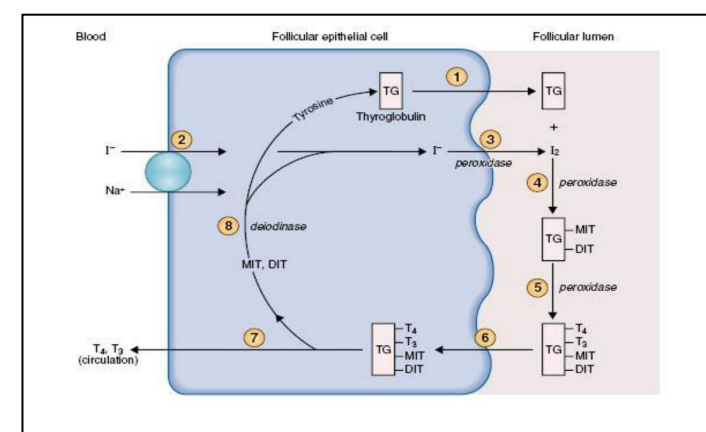 Blood Follicular epithelial cell Follicular lumen
1
TG TG
Tyrosine
Thyroglobulin
+
2 3
I⁻ I⁻ I₂
peroxidase
4 peroxidase
Na⁺
8 deiodinase
TG MIT
DIT
MIT, DIT
5 peroxidase
7 6
T₄, T₃
(circulation)
TG T₄
T₃
MIT
DIT
TG T₄
T₃
MIT
DIT